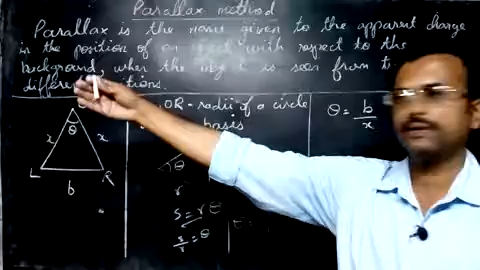 Parallax method
Parallax is the name given to the apparent change
in the position of an with respect to the
background, when the is seen from
different
OR = radii of a circle
basis
θ = b/x
θ
x x
L R
b
θ
r
s = r θ
s/r = θ